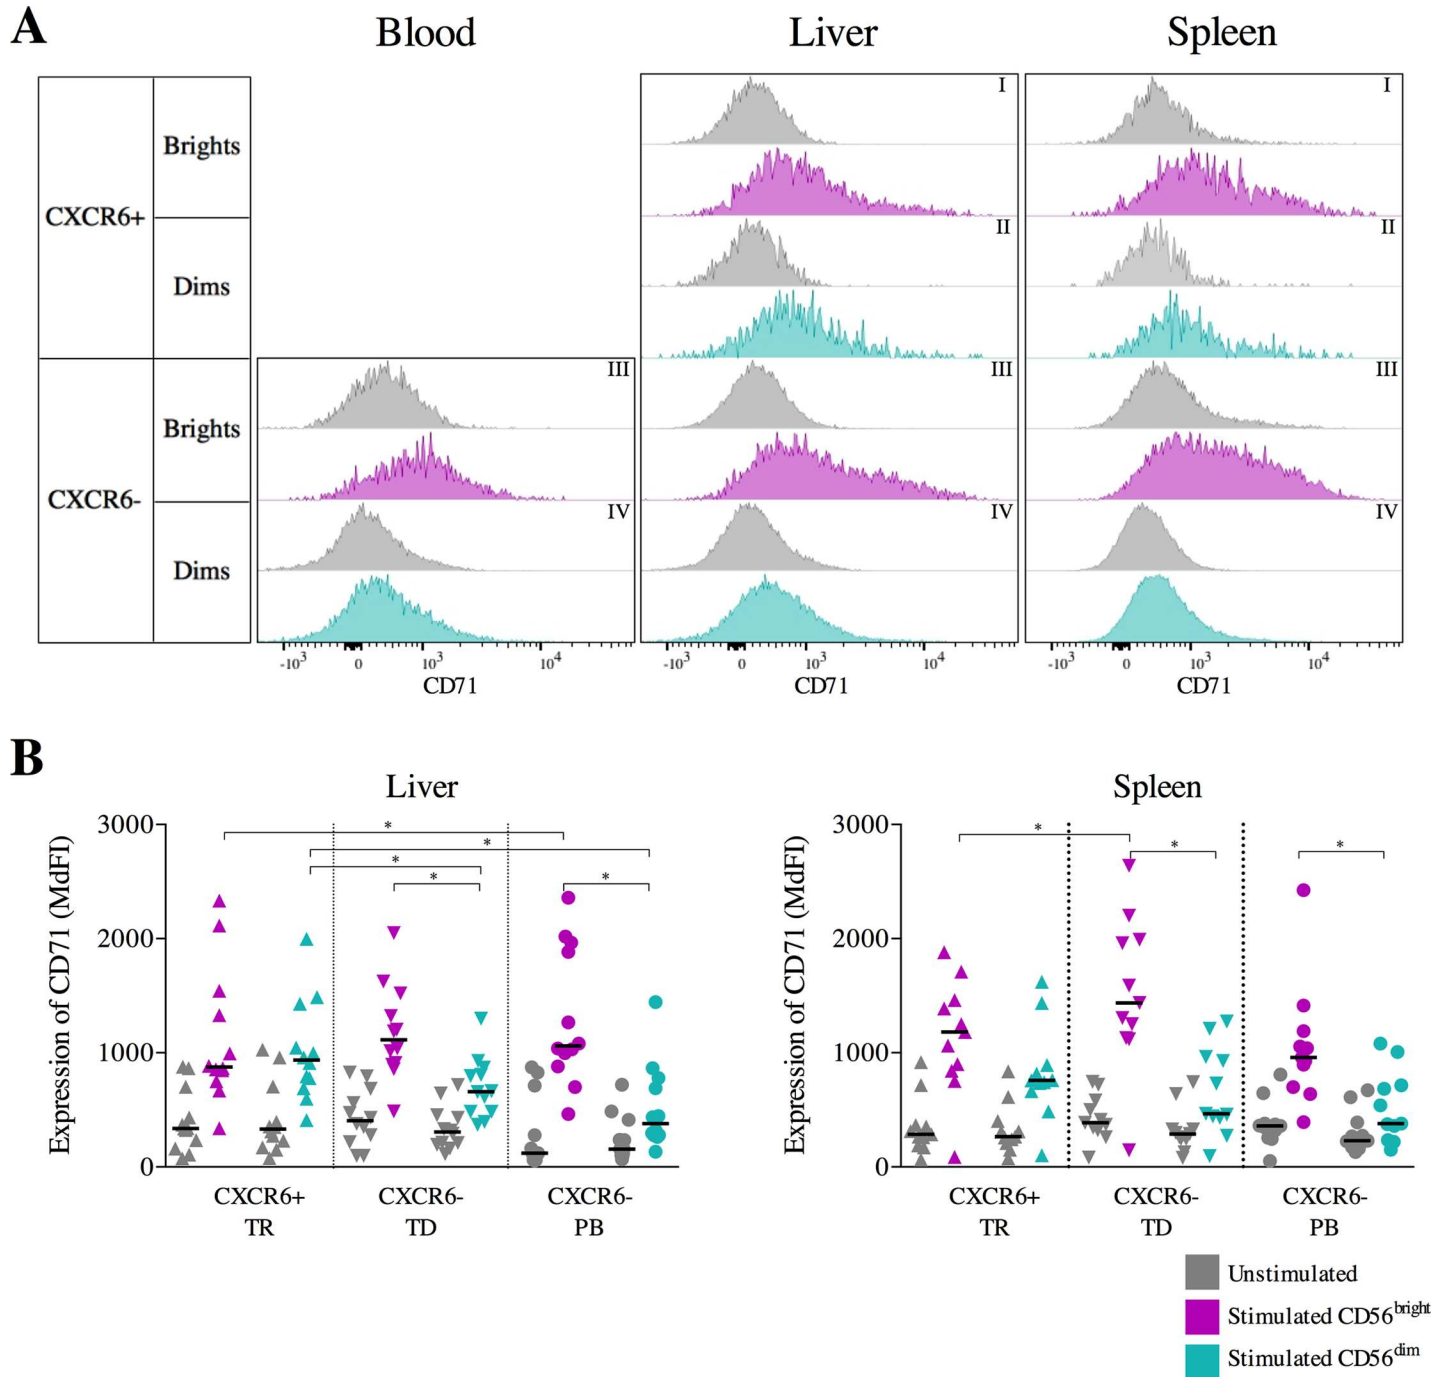 A
Blood
Liver
Spleen
CXCR6+
Brights
Dims
CXCR6-
Brights
Dims
III
IV
I
II
III
IV
I
II
III
IV
-10³ 0 10³ 10⁴
-10³ 0 10³ 10⁴
-10³ 0 10³ 10⁴
CD71
CD71
CD71
B
Liver
Expression of CD71 (MdFI)
3000
2000
1000
0
*
*
*
*
*
CXCR6+
TR
CXCR6-
TD
CXCR6-
PB
Spleen
Expression of CD71 (MdFI)
3000
2000
1000
0
*
*
*
CXCR6+
TR
CXCR6-
TD
CXCR6-
PB
Unstimulated
Stimulated CD56bright
Stimulated CD56dim